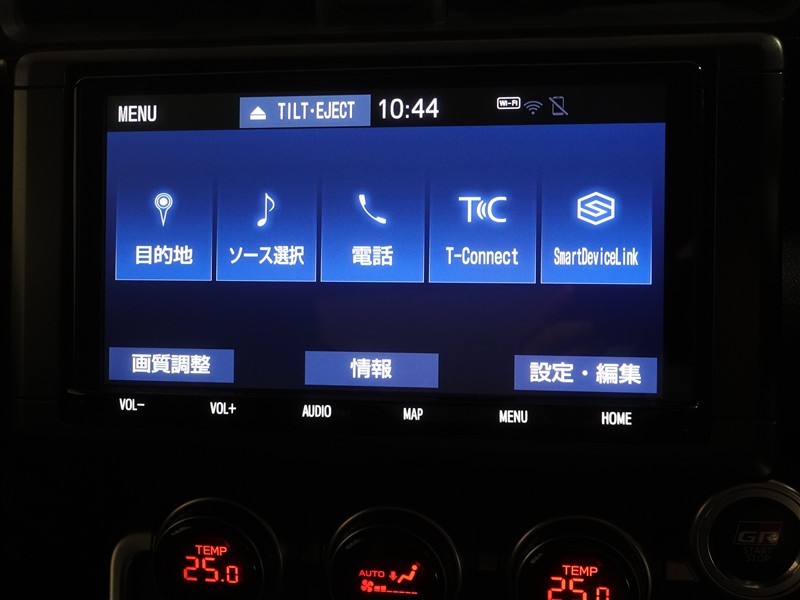 MENU
TILT·EJECT
10:44
Wi-Fi
目的地
ソース選択
電話
T-Connect
SmartDeviceLink
TC
画質調整
情報
設定・編集
VOL-
VOL+
AUDIO
MAP
MENU
HOME
TEMP
25.0
AUTO
TEMP
25.0
GR
START
STOP